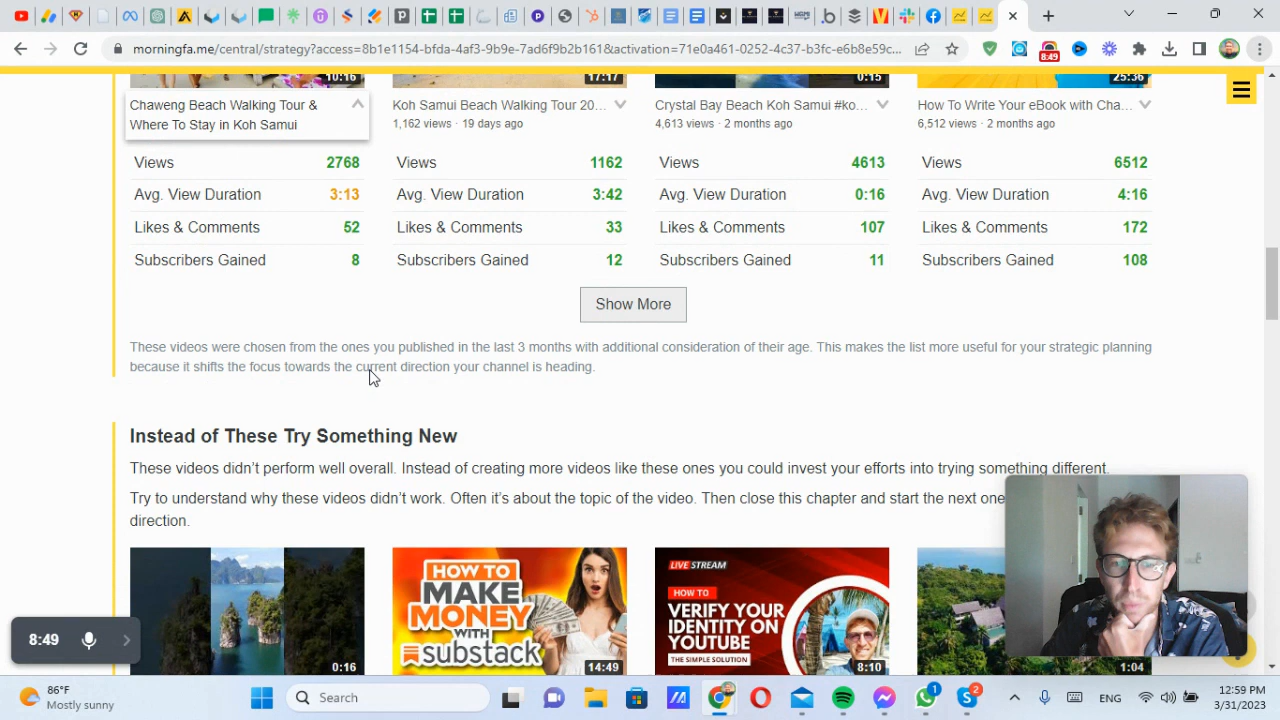 morningfa.me/central/strategy?access=8b1e1154-bfda-4af3-9b9e-7ad6f9b2b161&activation=71e0a461-0252-4c37-b3fc-e6b8e59c...
8:49
10:16
17:17
0:15
25:36
Chaweng Beach Walking Tour &
Where To Stay in Koh Samui
Koh Samui Beach Walking Tour 20...
1,162 views · 19 days ago
Crystal Bay Beach Koh Samui #ko...
4,613 views · 2 months ago
How To Write Your eBook with Cha...
6,512 views · 2 months ago
Views 2768
Views 1162
Views 4613
Views 6512
Avg. View Duration 3:13
Avg. View Duration 3:42
Avg. View Duration 0:16
Avg. View Duration 4:16
Likes & Comments 52
Likes & Comments 33
Likes & Comments 107
Likes & Comments 172
Subscribers Gained 8
Subscribers Gained 12
Subscribers Gained 11
Subscribers Gained 108
Show More
These videos were chosen from the ones you published in the last 3 months with additional consideration of their age. This makes the list more useful for your strategic planning
because it shifts the focus towards the current direction your channel is heading.
Instead of These Try Something New
These videos didn't perform well overall. Instead of creating more videos like these ones you could invest your efforts into trying something different.
Try to understand why these videos didn't work. Often it's about the topic of the video. Then close this chapter and start the next one
direction.
0:16
HOW TO
MAKE
MONEY
WITH
substack
14:49
LIVE STREAM
HOW TO
VERIFY YOUR
IDENTITY ON
YOUTUBE
THE SIMPLE SOLUTION
8:10
1:04
8:49
86°F
Mostly sunny
Search
1
2
ENG
12:59 PM
3/31/2023